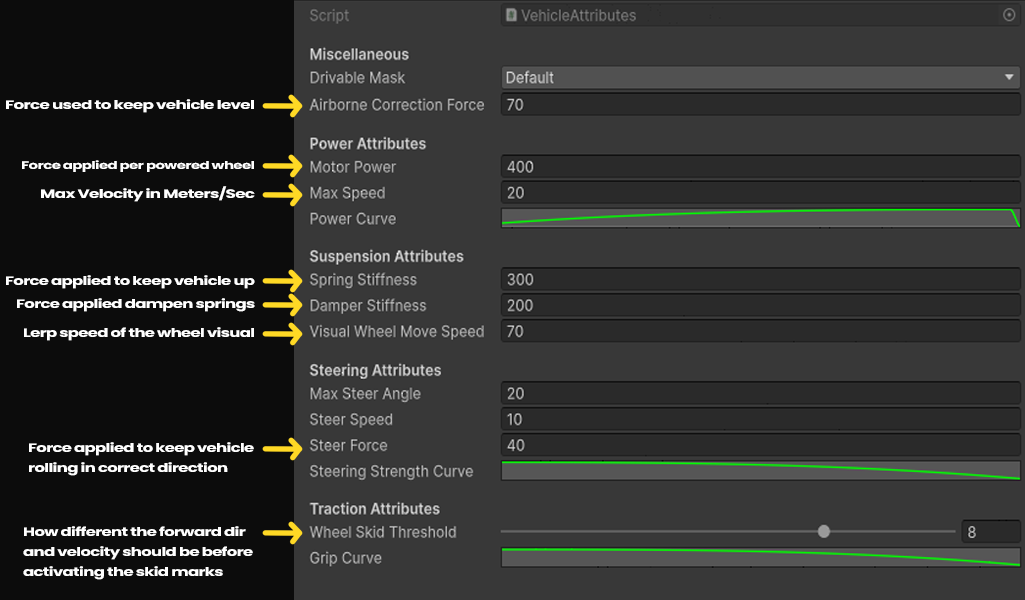 Script VehicleAttributes
Miscellaneous
Drivable Mask Default
Force used to keep vehicle level Airborne Correction Force 70
Power Attributes
Force applied per powered wheel Motor Power 400
Max Velocity in Meters/Sec Max Speed 20
Power Curve
Suspension Attributes
Force applied to keep vehicle up Spring Stiffness 300
Force applied dampen springs Damper Stiffness 200
Lerp speed of the wheel visual Visual Wheel Move Speed 70
Steering Attributes
Max Steer Angle 20
Steer Speed 10
Force applied to keep vehicle Steer Force 40
rolling in correct direction
Steering Strength Curve
Traction Attributes
How different the forward dir Wheel Skid Threshold 8
and velocity should be before
Grip Curve
activating the skid marks